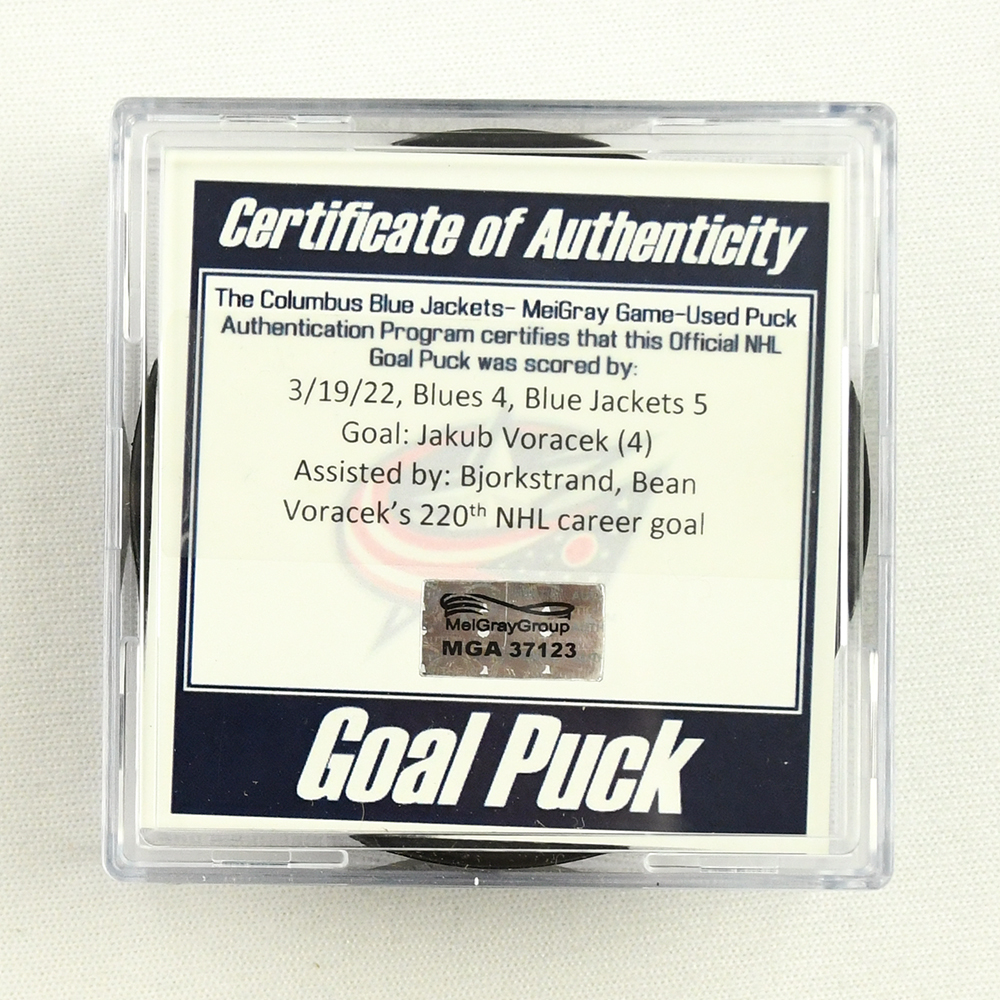 Certificate of Authenticity
The Columbus Blue Jackets- MeiGray Game-Used Puck
Authentication Program certifies that this Official NHL
Goal Puck was scored by:
3/19/22, Blues 4, Blue Jackets 5
Goal: Jakub Voracek (4)
Assisted by: Bjorkstrand, Bean
Voracek's 220th NHL career goal
MeiGrayGroup
MGA 37123
Goal Puck